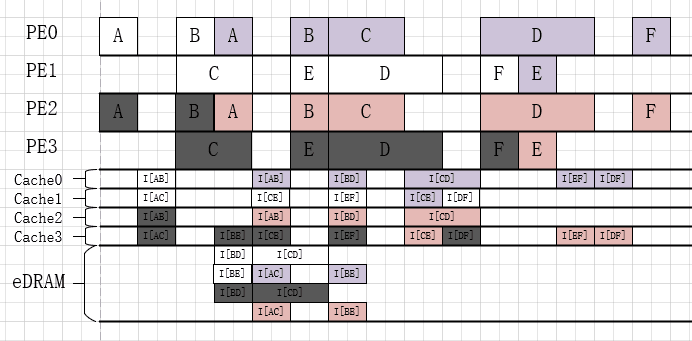 PE0 A B A B C D F
PE1 C E D F E
PE2 A B A B C D F
PE3 C E D F E
Cache0 I[AB] I[AB] I[BD] I[CD] I[EF] I[DF]
Cache1 I[AC] I[CE] I[EF] I[CE] I[DF]
Cache2 I[AB] I[AB] I[BD] I[CD]
Cache3 I[AC] I[BE] I[CE] I[EF] I[CE] I[DF] I[EF] I[DF]
I[BD] I[CD]
eDRAM I[BE] I[AC] I[BE]
I[BD] I[CD]
I[AC] I[BE]